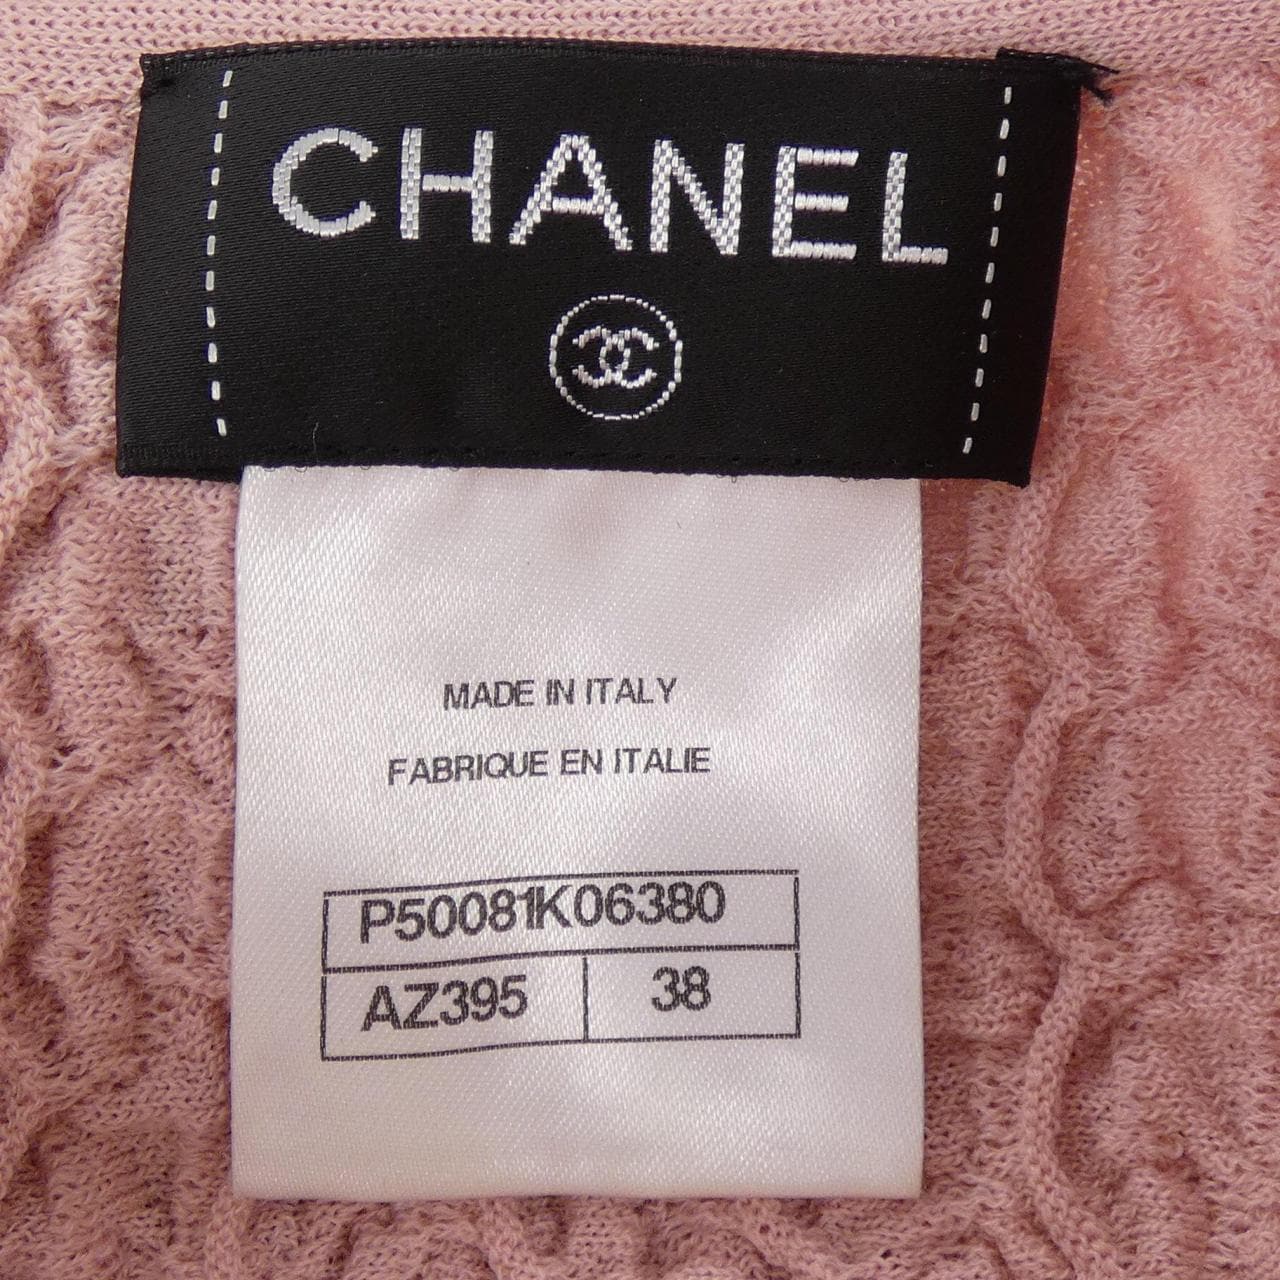 CHANEL
MADE IN ITALY
FABRIQUE EN ITALIE
P50081K06380
AZ395 38